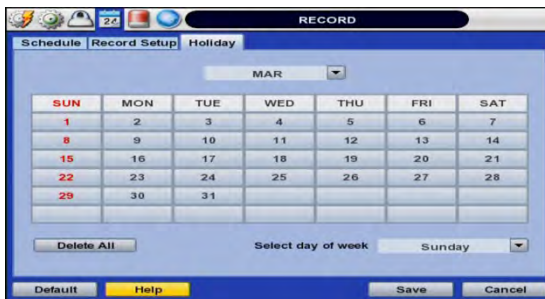 24 RECORD
Schedule Record Setup Holiday
MAR
SUN MON TUE WED THU FRI SAT
1 2 3 4 5 6 7
8 9 10 11 12 13 14
15 16 17 18 19 20 21
22 23 24 25 26 27 28
29 30 31
Delete All Select day of week Sunday
Default Help Save Cancel